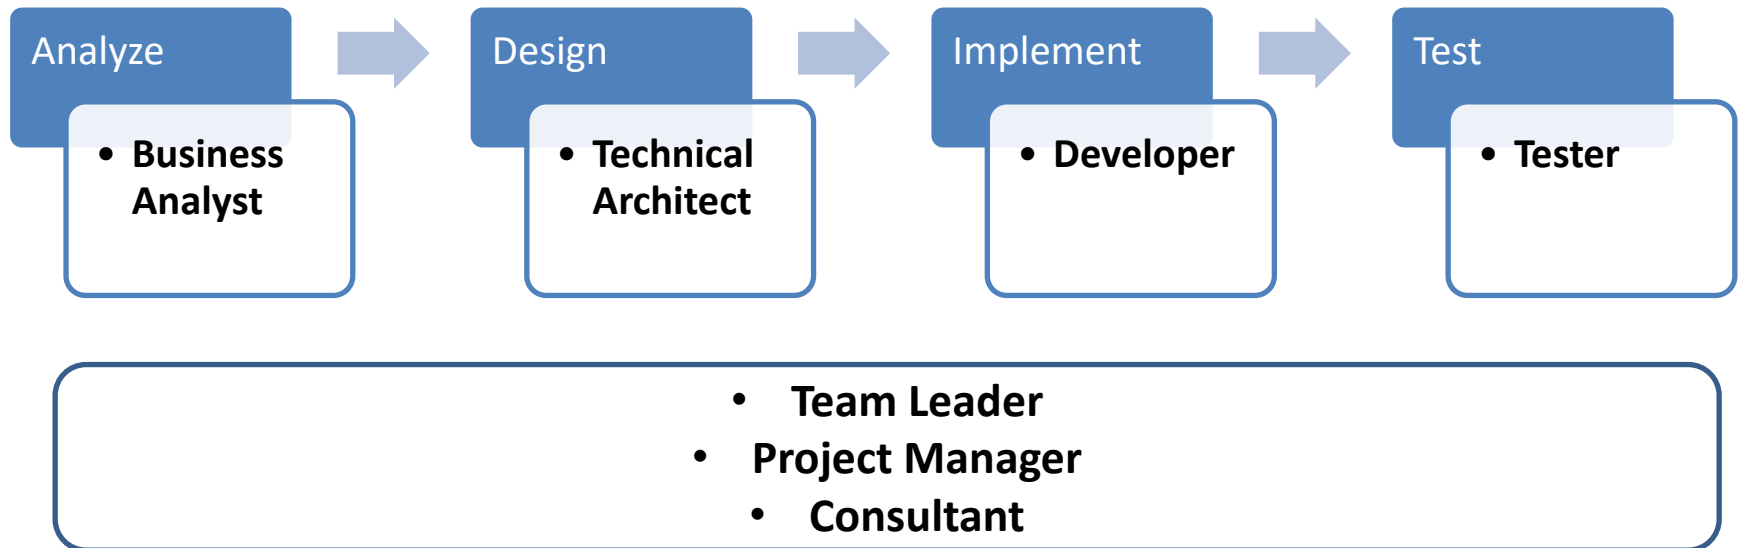 Analyze
• Business
Analyst
Design
• Technical
Architect
Implement
• Developer
Test
• Tester
• Team Leader
• Project Manager
• Consultant